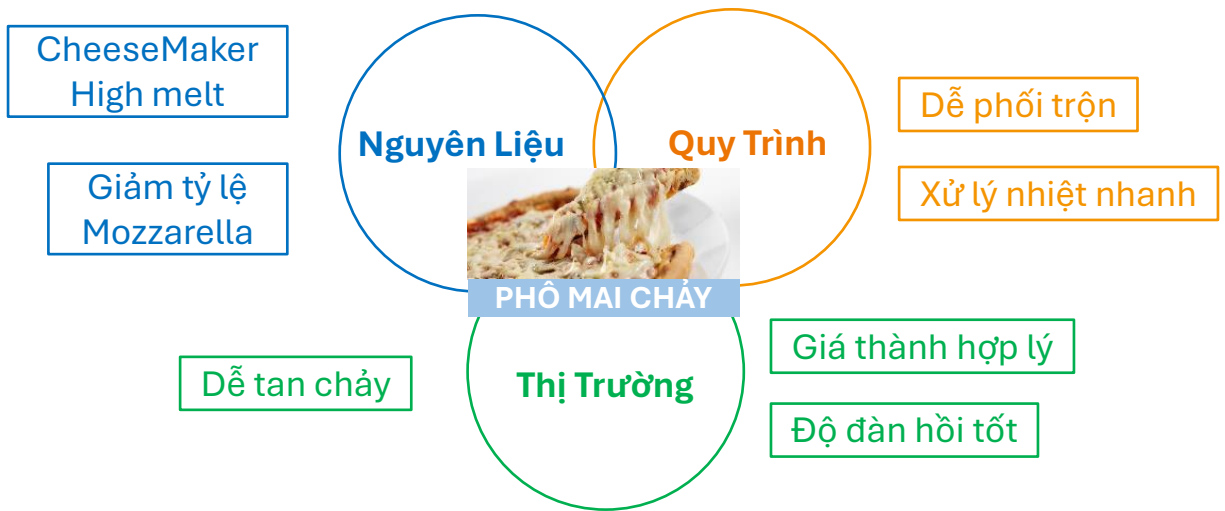 CheeseMaker
High melt
Giảm tỷ lệ
Mozzarella
Nguyên Liệu
Quy Trình
Dễ phối trộn
Xử lý nhiệt nhanh
PHÔ MAI CHẢY
Dễ tan chảy
Thị Trường
Giá thành hợp lý
Độ đàn hồi tốt